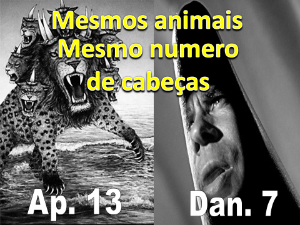 Mesmos animais
Mesmo numero
de cabeças
Ap. 13
Dan. 7